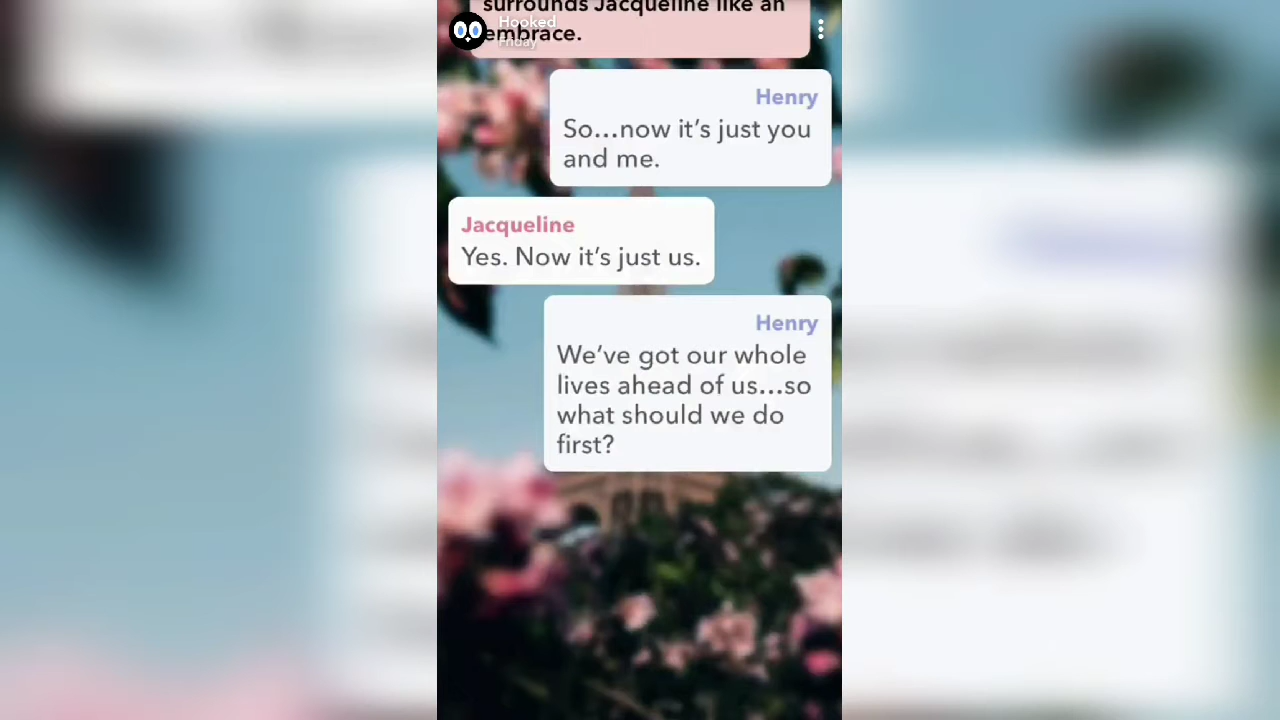 surrounds Jacqueline like an
Hooked
embrace.
Friday
Henry
So...now it's just you
and me.
Jacqueline
Yes. Now it's just us.
Henry
We've got our whole
lives ahead of us...so
what should we do
first?